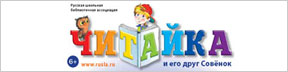 Русская школьная
библиотечная ассоциация
ЧИТАЙКА
6+
www.rusla.ru
и его друг Совёнок